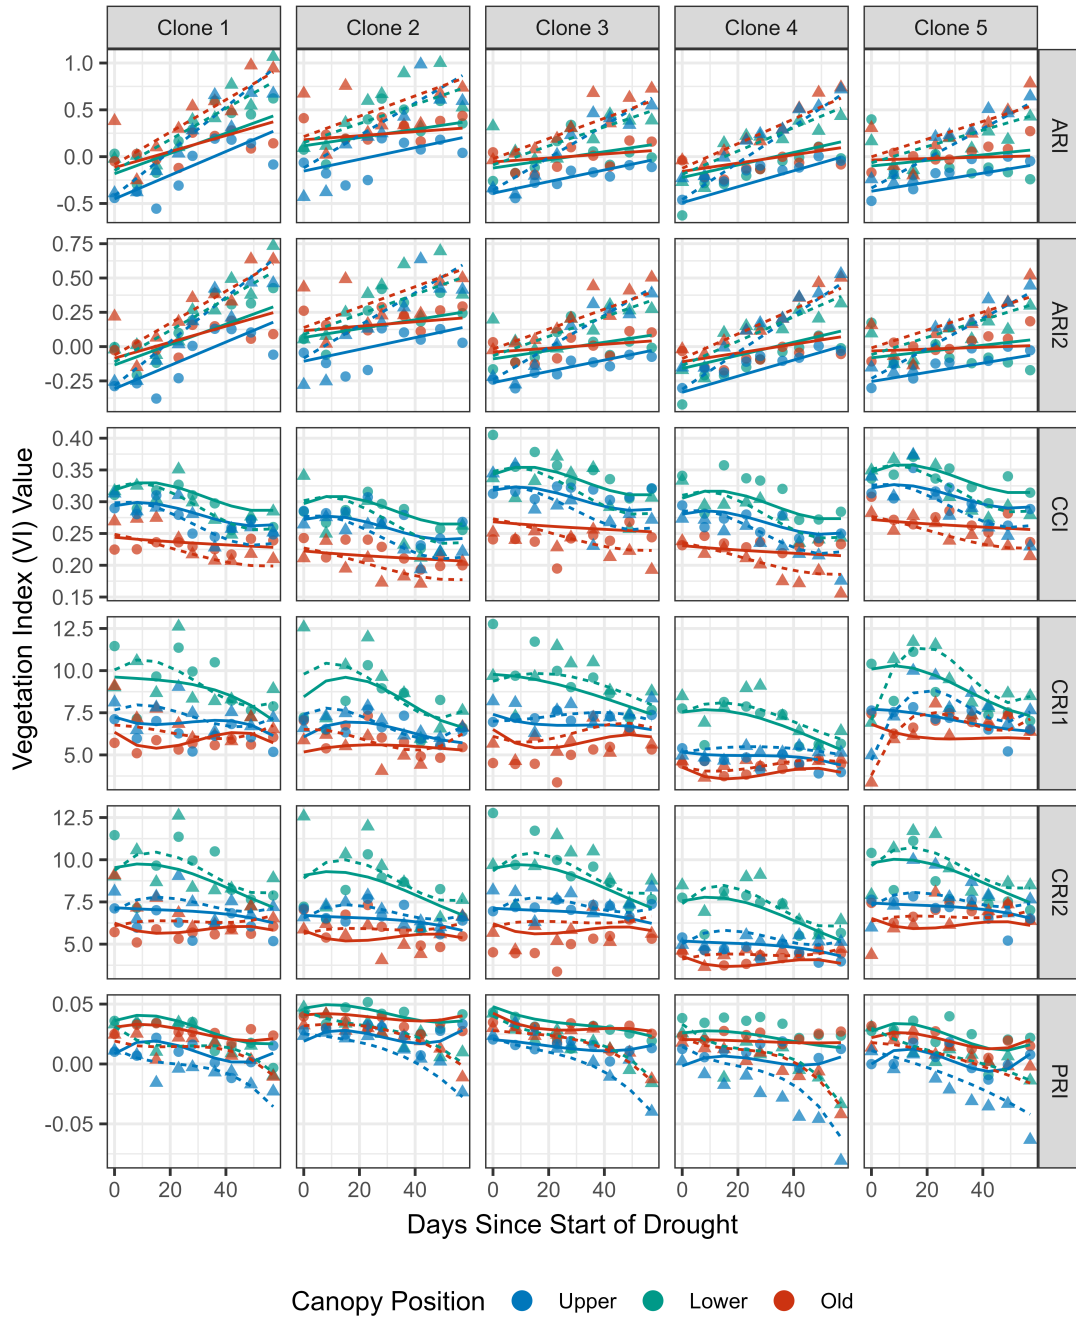 Clone 1 Clone 2 Clone 3 Clone 4 Clone 5
1.0
0.5
0.0
-0.5
ARI
0.75
0.50
0.25
0.00
-0.25
ARI2
0.40
0.35
0.30
0.25
0.20
0.15
CCI
12.5
10.0
7.5
5.0
CRI1
12.5
10.0
7.5
5.0
CRI2
0.05
0.00
-0.05
PRI
Vegetation Index (VI) Value
0 20 40 0 20 40 0 20 40 0 20 40 0 20 40
Days Since Start of Drought
Canopy Position Upper Lower Old